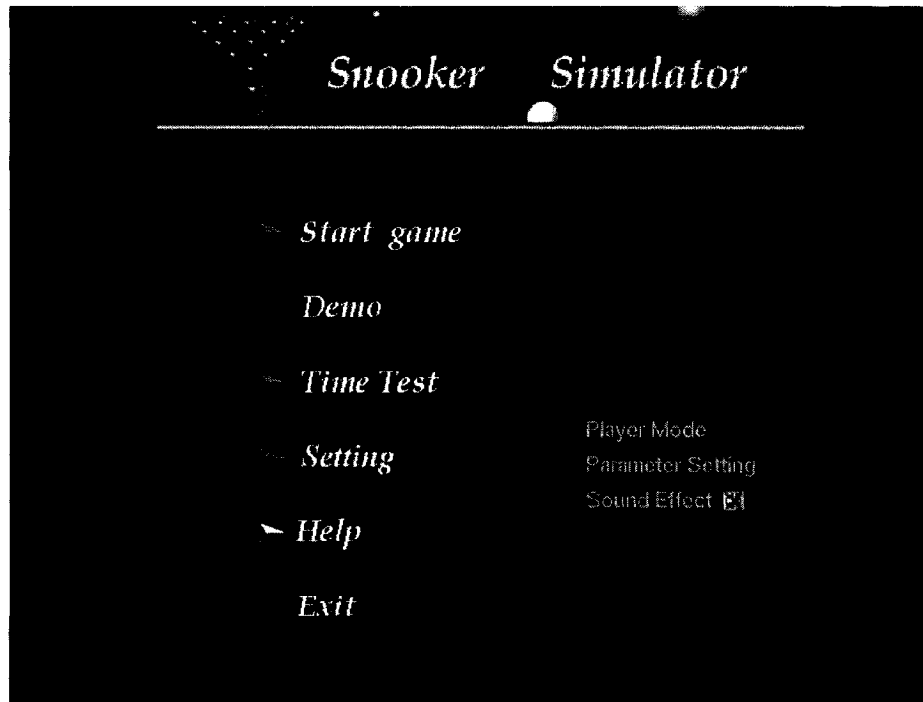 Snooker Simulator
Start game
Demo
Time Test
Setting
Player Mode
Parameter Setting
Sound Effect
Help
Exit